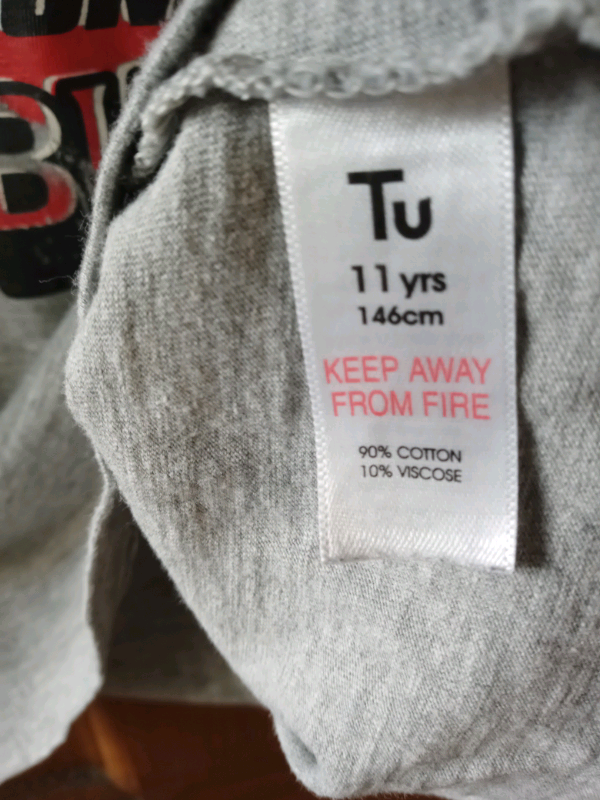 Tu
11 yrs
146cm
KEEP AWAY
FROM FIRE
90% COTTON
10% VISCOSE